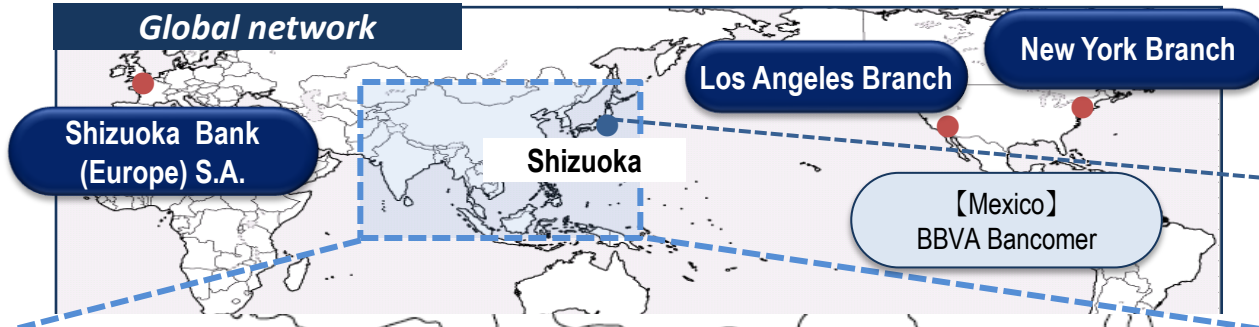 Global network
New York Branch
Los Angeles Branch
Shizuoka Bank
(Europe) S.A.
Shizuoka
【Mexico】
BBVA Bancomer